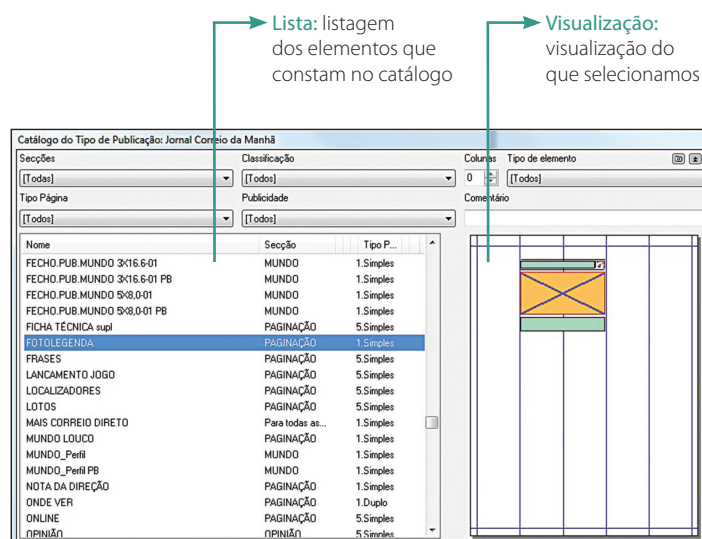 Lista: listagem
dos elementos que
constam no catálogo
Visualização:
visualização do
que selecionamos
Catálogo do Tipo de Publicação: Jornal Correio da Manhã
Secções Classificação Colunas Tipo de elemento
[Todas] [Todos] 0 [Todos]
Tipo Página Publicidade Comentário
[Todos] [Todos]
Nome Secção Tipo P...
FECHO.PUB.MUNDO 3X16.6-01 MUNDO 1.Simples
FECHO.PUB.MUNDO 3X16.6-01 PB MUNDO 1.Simples
FECHO.PUB.MUNDO 5X8,0-01 MUNDO 1.Simples
FECHO.PUB.MUNDO 5X8,0-01 PB MUNDO 1.Simples
FICHA TÉCNICA supl PAGINAÇÃO 5.Simples
FOTOLEGENDA PAGINAÇÃO 1.Simples
FRASES PAGINAÇÃO 5.Simples
LANCAMENTO JOGO PAGINAÇÃO 5.Simples
LOCALIZADORES PAGINAÇÃO 5.Simples
LOTOS PAGINAÇÃO 5.Simples
MAIS CORREIO DIRETO Para todas as... 1.Simples
MUNDO LOUCO PAGINAÇÃO 1.Simples
MUNDO_Perfil MUNDO 1.Simples
MUNDO_Perfil PB MUNDO 1.Simples
NOTA DA DIREÇÃO PAGINAÇÃO 5.Simples
ONDE VER PAGINAÇÃO 1.Duplo
ONLINE PAGINAÇÃO 5.Simples
OPINIÃO OPINIÃO 5.Simples